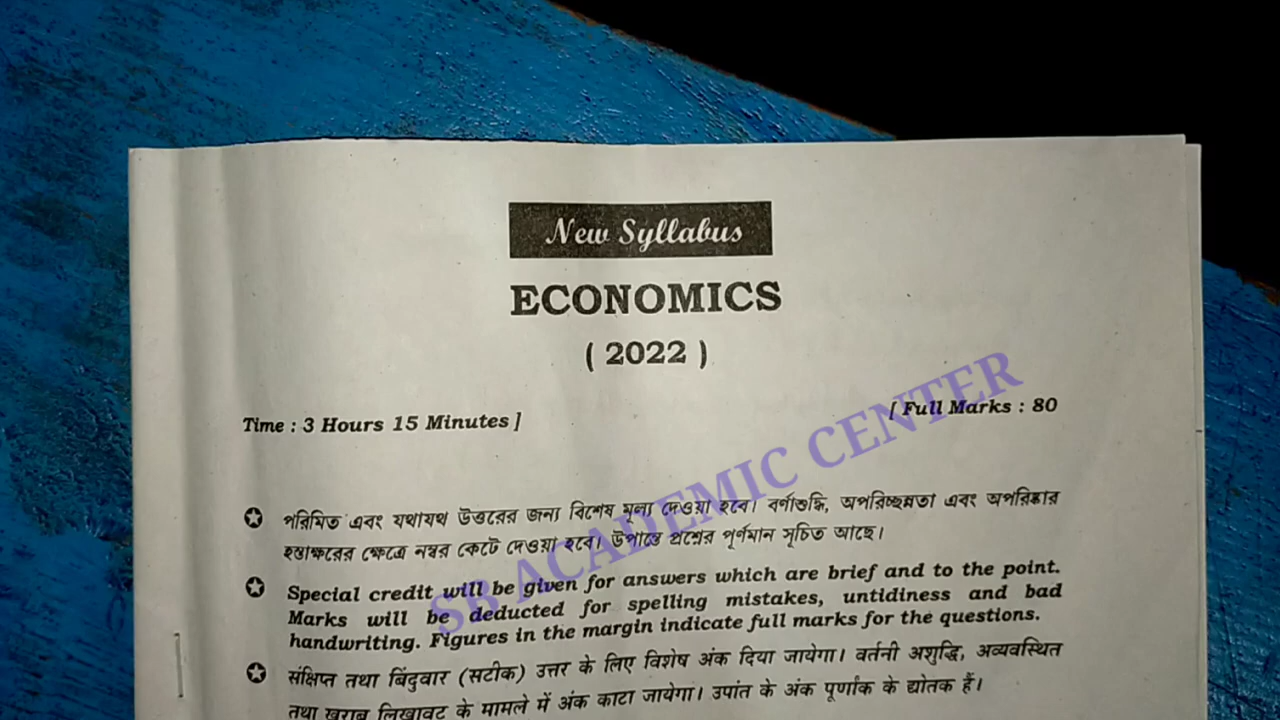 New Syllabus
ECONOMICS
( 2022 )
Time : 3 Hours 15 Minutes ]
[ Full Marks : 80
SB ACADEMIC CENTER
পরিমিত এবং যথাযথ উত্তরের জন্য বিশেষ মূল্য দেওয়া হবে। বর্ণাশুদ্ধি, অপরিচ্ছন্নতা এবং অপরিষ্কার
হস্তাক্ষরের ক্ষেত্রে নম্বর কেটে দেওয়া হবে। উপান্তে প্রশ্নের পূর্ণমান সূচিত আছে।
Special credit will be given for answers which are brief and to the point.
Marks will be deducted for spelling mistakes, untidiness and bad
handwriting. Figures in the margin indicate full marks for the questions.
संक्षिप्त तथा बिंदुवार (सटीक) उत्तर के लिए विशेष अंक दिया जायेगा। वर्तनी अशुद्धि, अव्यवस्थित
तथा खराब लिखावट के मामले में अंक काटा जायेगा। उपांत के अंक पूर्णांक के द्योतक हैं।